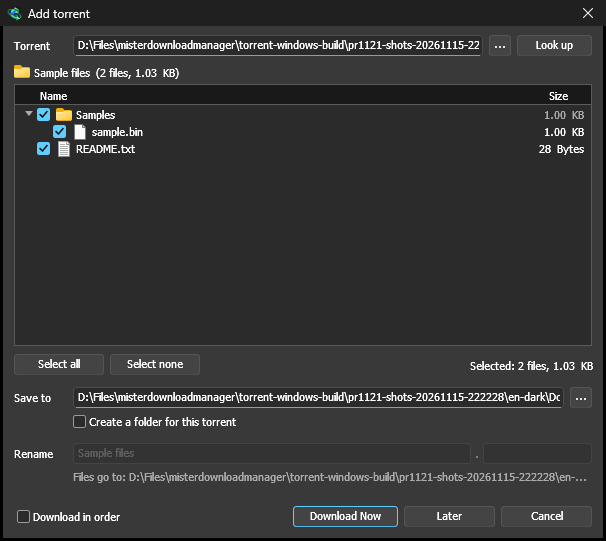 Add torrent
Torrent D:\Files\misterdownloadmanager\torrent-windows-build\pr1121-shots-20261115-22 ... Look up
Sample files (2 files, 1.03 KB)
Name Size
Samples 1.00 KB
sample.bin 1.00 KB
README.txt 28 Bytes
Select all Select none Selected: 2 files, 1.03 KB
Save to D:\Files\misterdownloadmanager\torrent-windows-build\pr1121-shots-20261115-222228\en-dark\Dc ...
Create a folder for this torrent
Rename Sample files .
Files go to: D:\Files\misterdownloadmanager\torrent-windows-build\pr1121-shots-20261115-222228\en-...
Download in order Download Now Later Cancel